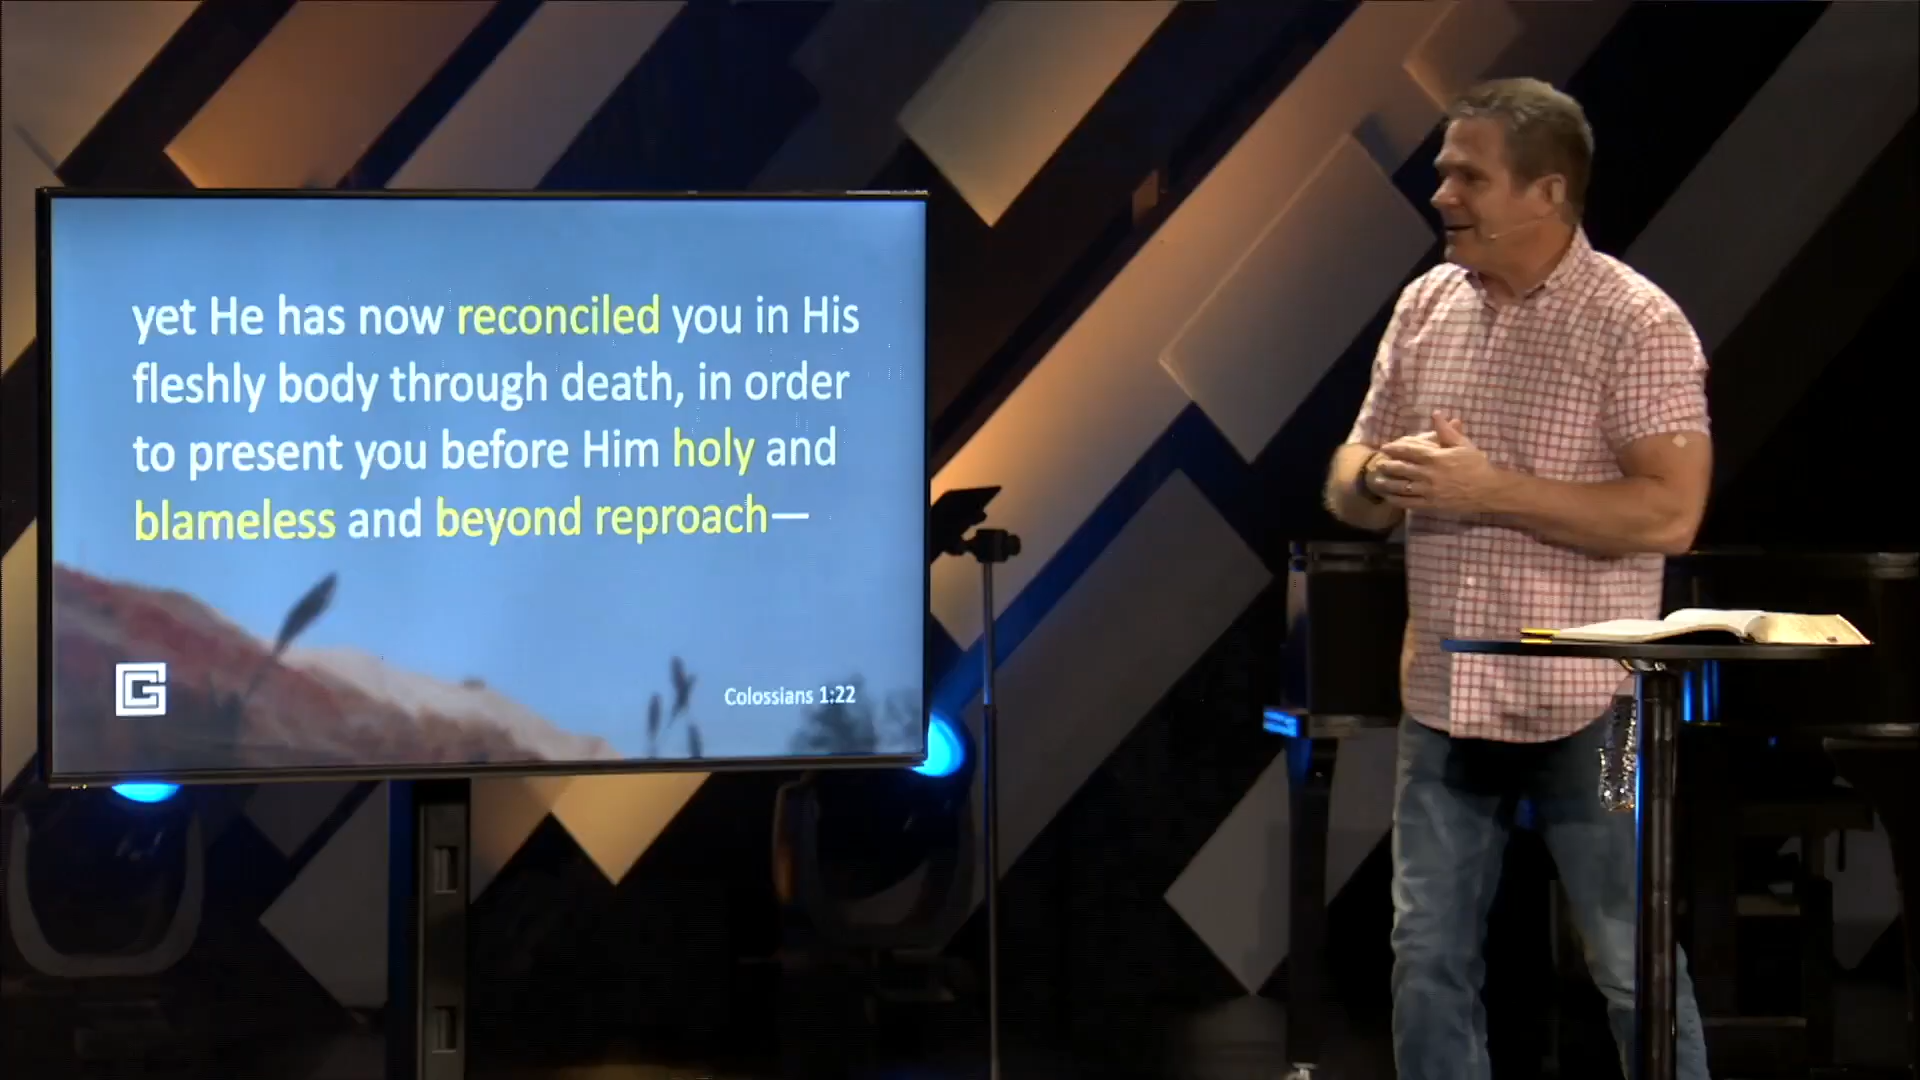 yet He has now reconciled you in His
fleshly body through death, in order
to present you before Him holy and
blameless and beyond reproach—
Colossians 1:22